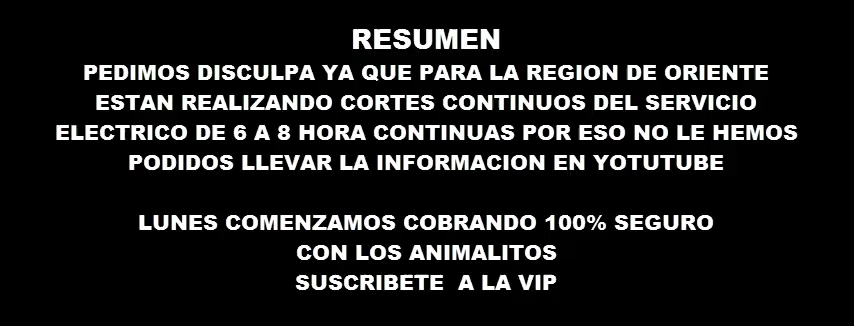 RESUMEN
PEDIMOS DISCULPA YA QUE PARA LA REGION DE ORIENTE
ESTAN REALIZANDO CORTES CONTINUOS DEL SERVICIO
ELECTRICO DE 6 A 8 HORA CONTINUAS POR ESO NO LE HEMOS
PODIDOS LLEVAR LA INFORMACION EN YOTUTUBE
LUNES COMENZAMOS COBRANDO 100% SEGURO
CON LOS ANIMALITOS
SUSCRIBETE A LA VIP